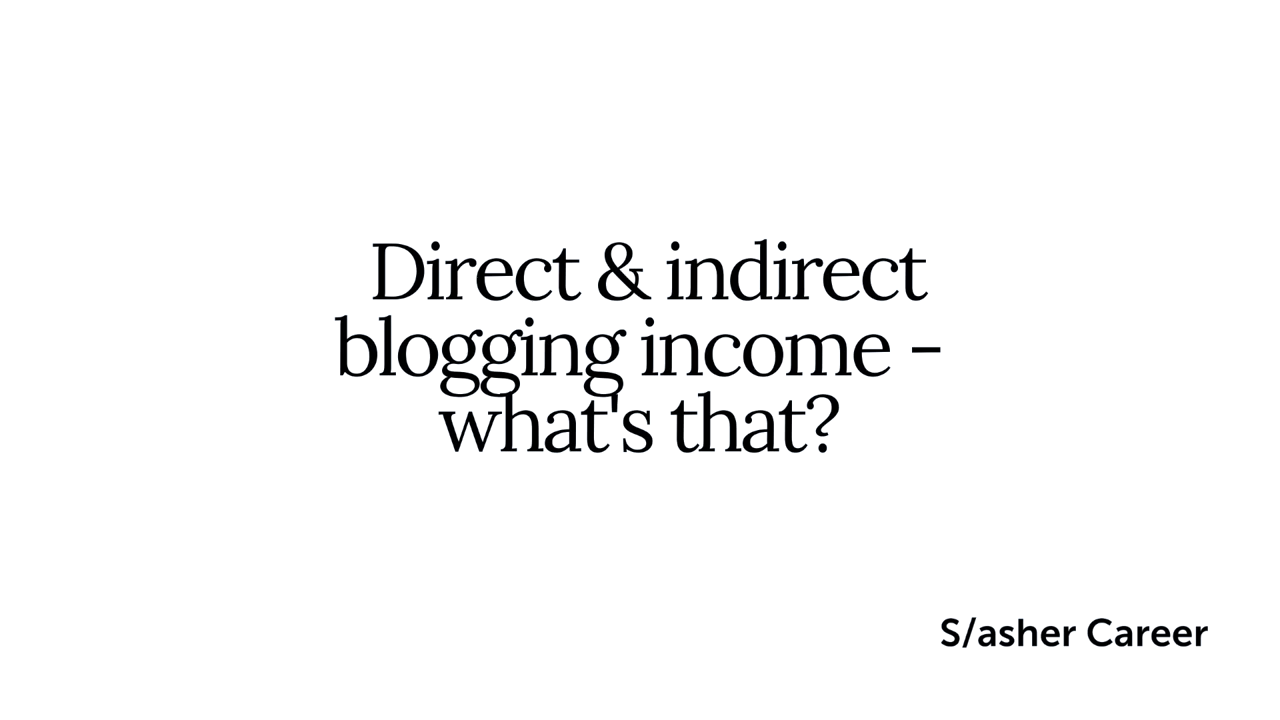 Direct & indirect
blogging income -
what's that?
S/asher Career